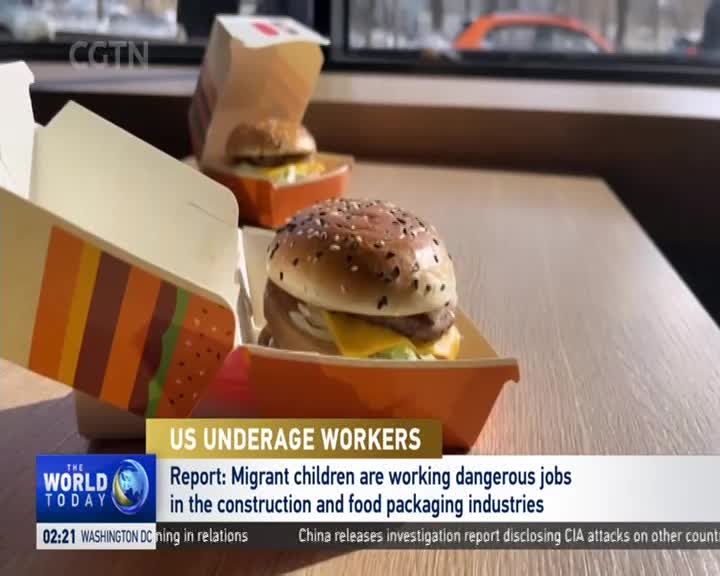 CGTN
US UNDERAGE WORKERS
Report: Migrant children are working dangerous jobs
in the construction and food packaging industries
THE
WORLD
TODAY
02:21 WASHINGTON DC
ning in relations China releases investigation report disclosing CIA attacks on other count